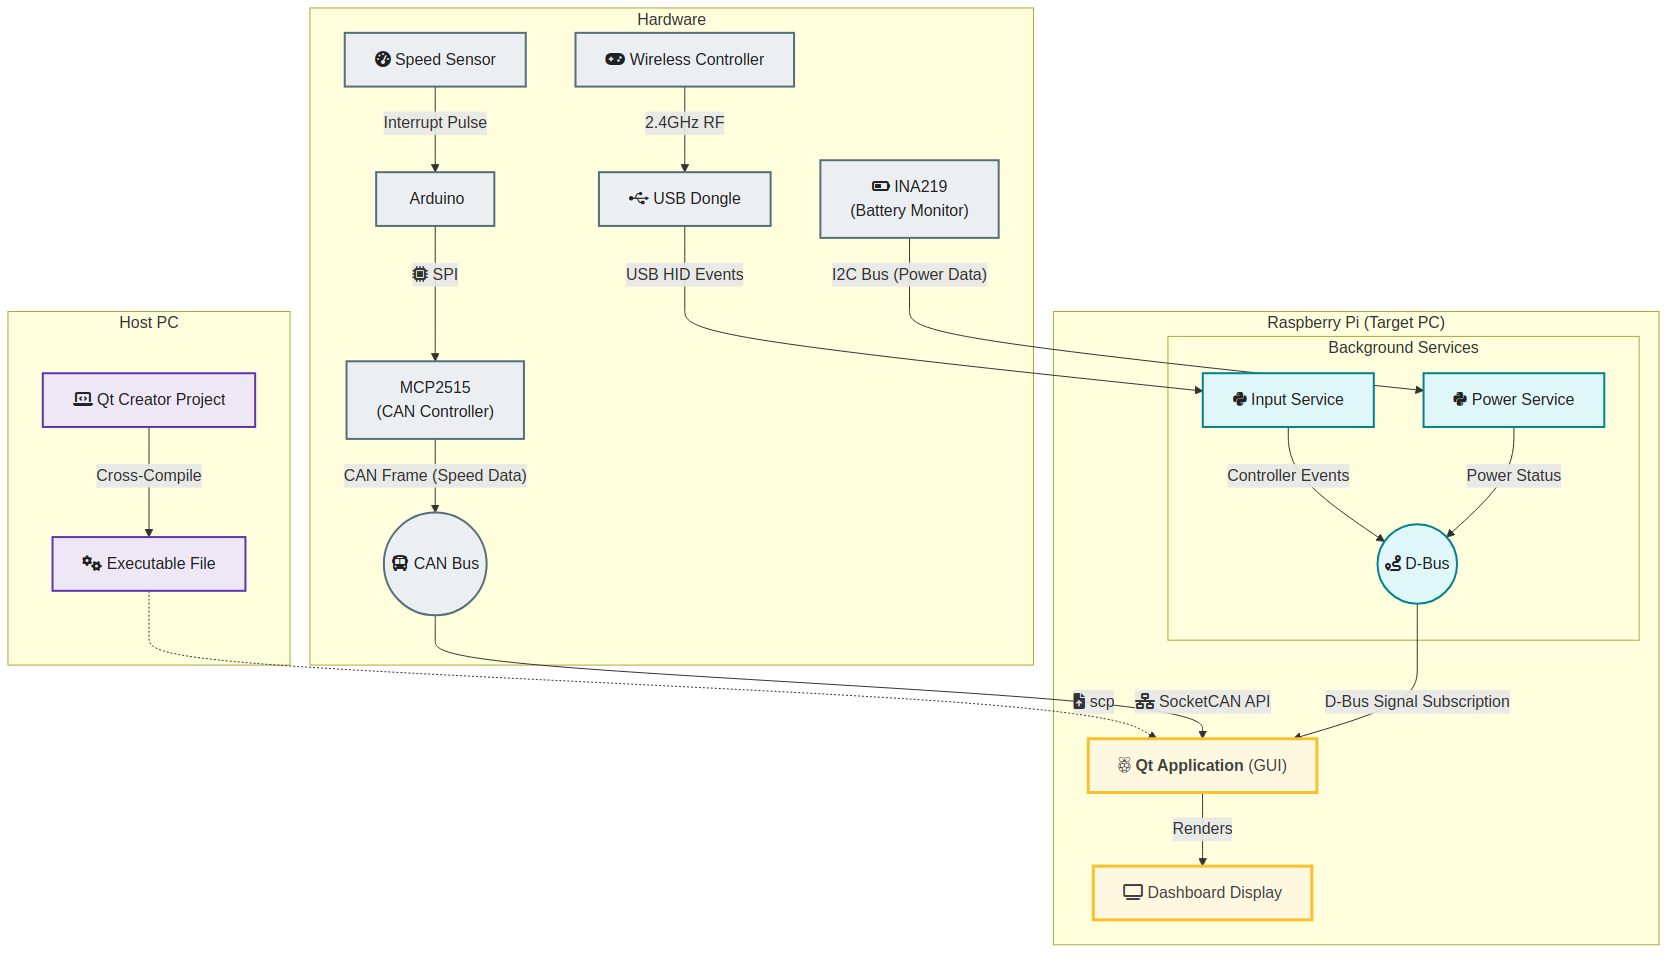 Hardware
Speed Sensor
Wireless Controller
Interrupt Pulse
2.4GHz RF
Arduino
USB Dongle
INA219
(Battery Monitor)
SPI
USB HID Events
I2C Bus (Power Data)
MCP2515
(CAN Controller)
CAN Frame (Speed Data)
CAN Bus
Host PC
Qt Creator Project
Cross-Compile
Executable File
Raspberry Pi (Target PC)
Background Services
Input Service
Power Service
Controller Events
Power Status
D-Bus
scp
SocketCAN API
D-Bus Signal Subscription
Qt Application (GUI)
Renders
Dashboard Display